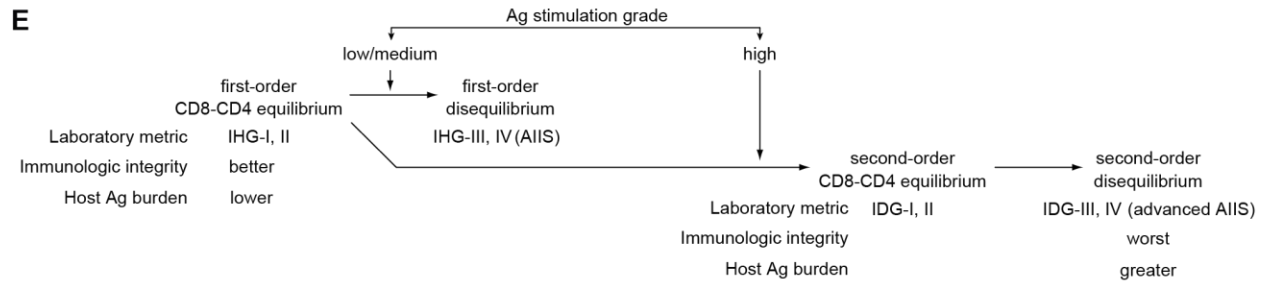 E
Ag stimulation grade
low/medium
high
first-order
CD8-CD4 equilibrium
first-order
disequilibrium
Laboratory metric IHG-I, II IHG-III, IV (AIIS)
Immunologic integrity better
Host Ag burden lower
second-order
CD8-CD4 equilibrium
second-order
disequilibrium
Laboratory metric IDG-I, II IDG-III, IV (advanced AIIS)
Immunologic integrity worst
Host Ag burden greater